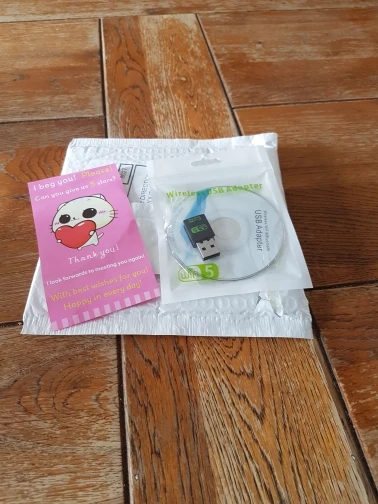 I beg you! Please!
Can you give us 5 stars?
Thank you!
I look forwards to meeting you again!
With best wishes for you!
Happy in every day!
Wireless USB Adapter
USB Adapter
5